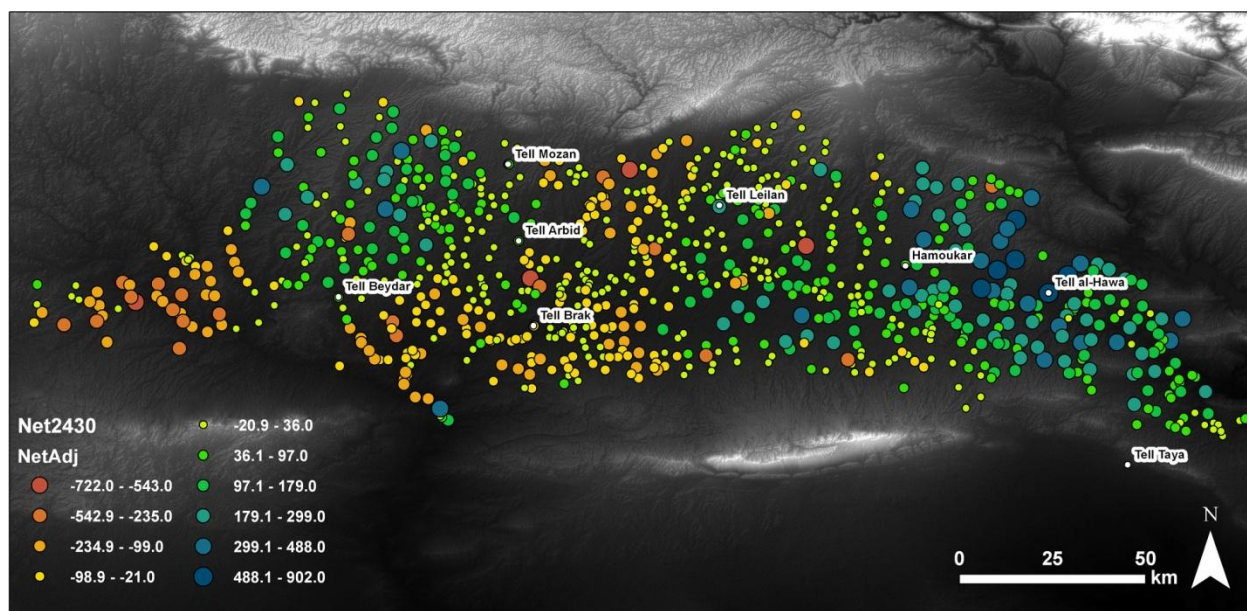 Tell Mozan
Tell Leilan
Tell Arbid
Hamoukar
Tell al-Hawa
Tell Beydar
Tell Brak
Tell Taya
Net2430
NetAdj
-722.0 - -543.0
-542.9 - -235.0
-234.9 - -99.0
-98.9 - -21.0
-20.9 - 36.0
36.1 - 97.0
97.1 - 179.0
179.1 - 299.0
299.1 - 488.0
488.1 - 902.0
N
0 25 50
km